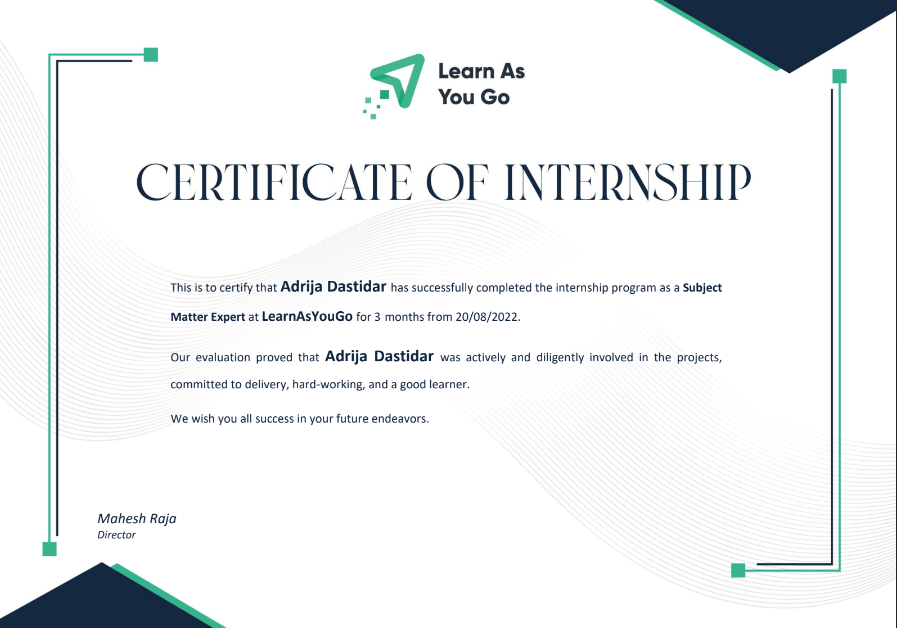 Learn As
You Go
CERTIFICATE OF INTERNSHIP
This is to certify that Adrija Dastidar has successfully completed the internship program as a Subject
Matter Expert at LearnAsYouGo for 3 months from 20/08/2022.
Our evaluation proved that Adrija Dastidar was actively and diligently involved in the projects,
committed to delivery, hard-working, and a good learner.
We wish you all success in your future endeavors.
Mahesh Raja
Director